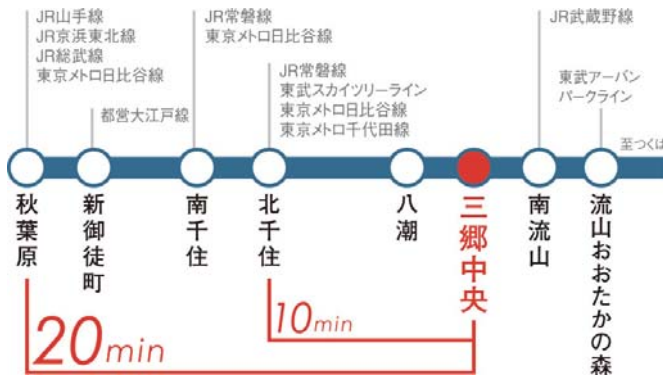 JR山手線
JR京浜東北線
JR総武線
東京メトロ日比谷線
都営大江戸線
JR常磐線
東京メトロ日比谷線
JR常磐線
東武スカイツリーライン
東京メトロ日比谷線
東京メトロ千代田線
JR武蔵野線
東武アーバン
パークライン
至つくば
秋葉原
新御徒町
南千住
北千住
八潮
三郷中央
南流山
流山おおたかの森
20min
10min